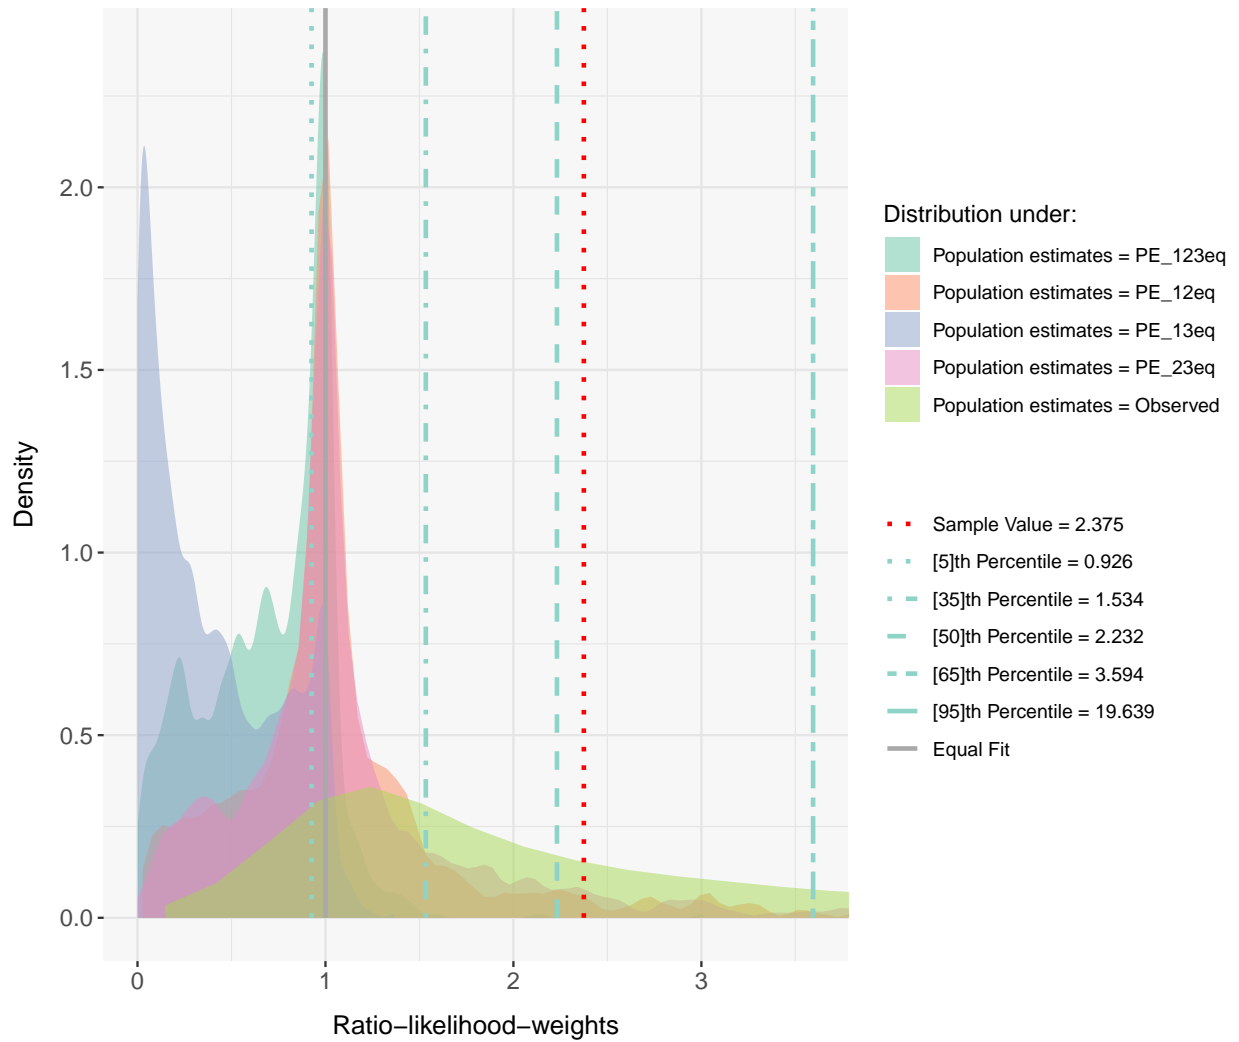 Density
2.0
1.5
1.0
0.5
0.0
0
1
2
3
Ratio−likelihood−weights
Distribution under:
Population estimates = PE_123eq
Population estimates = PE_12eq
Population estimates = PE_13eq
Population estimates = PE_23eq
Population estimates = Observed
Sample Value = 2.375
[5]th Percentile = 0.926
[35]th Percentile = 1.534
[50]th Percentile = 2.232
[65]th Percentile = 3.594
[95]th Percentile = 19.639
Equal Fit